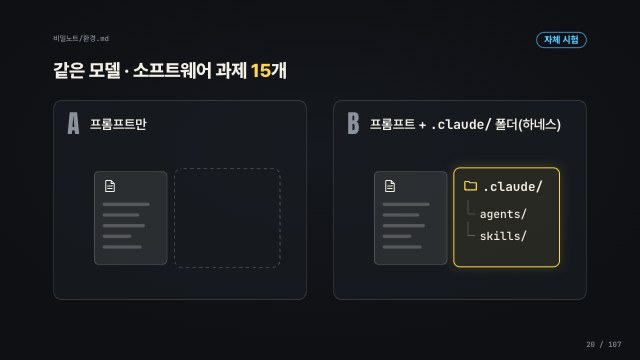 비밀노트/환경.md
자체 시험
같은 모델 · 소프트웨어 과제 15개
A 프롬프트만
B 프롬프트 + .claude/ 폴더(하네스)
.claude/
agents/
skills/
20 / 107